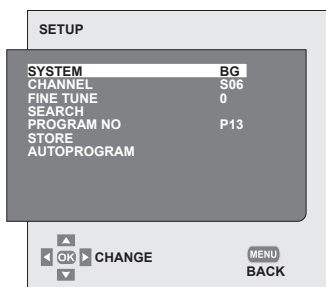 SETUP
SYSTEM BG
CHANNEL S06
FINE TUNE 0
SEARCH
PROGRAM NO P13
STORE
AUTOPROGRAM
OK CHANGE MENU
BACK